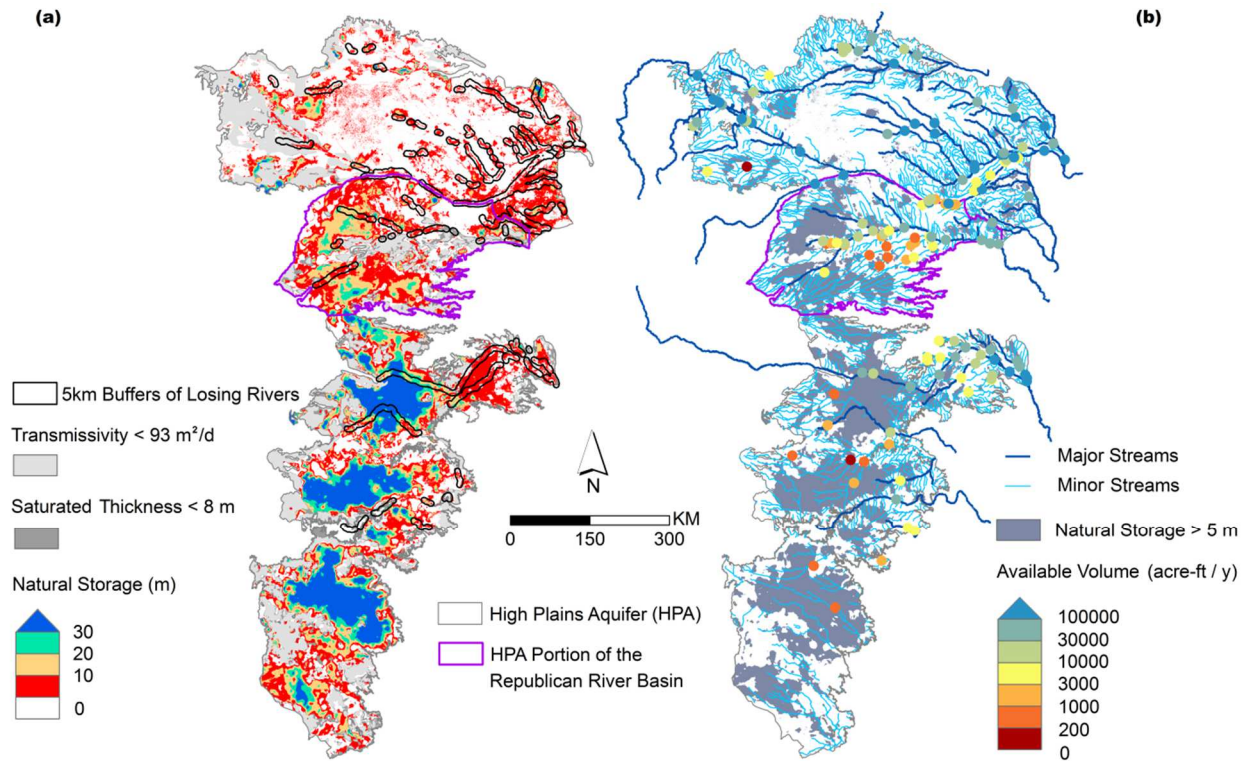 (a)
(b)
5km Buffers of Losing Rivers
Transmissivity < 93 m²/d
Saturated Thickness < 8 m
Natural Storage (m)
30
20
10
0
N
KM
0 150 300
High Plains Aquifer (HPA)
HPA Portion of the
Republican River Basin
Major Streams
Minor Streams
Natural Storage > 5 m
Available Volume (acre-ft / y)
100000
30000
10000
3000
1000
200
0